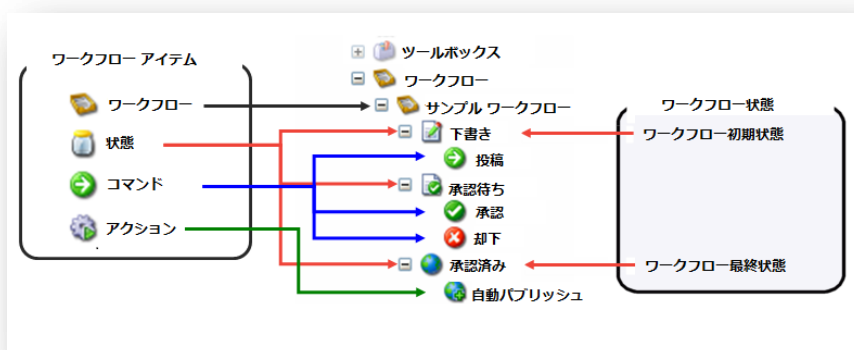 ワークフロー アイテム
ワークフロー
状態
コマンド
アクション
ツールボックス
ワークフロー
サンプル ワークフロー
下書き
投稿
承認待ち
承認
却下
承認済み
自動パブリッシュ
ワークフロー状態
ワークフロー初期状態
ワークフロー最終状態